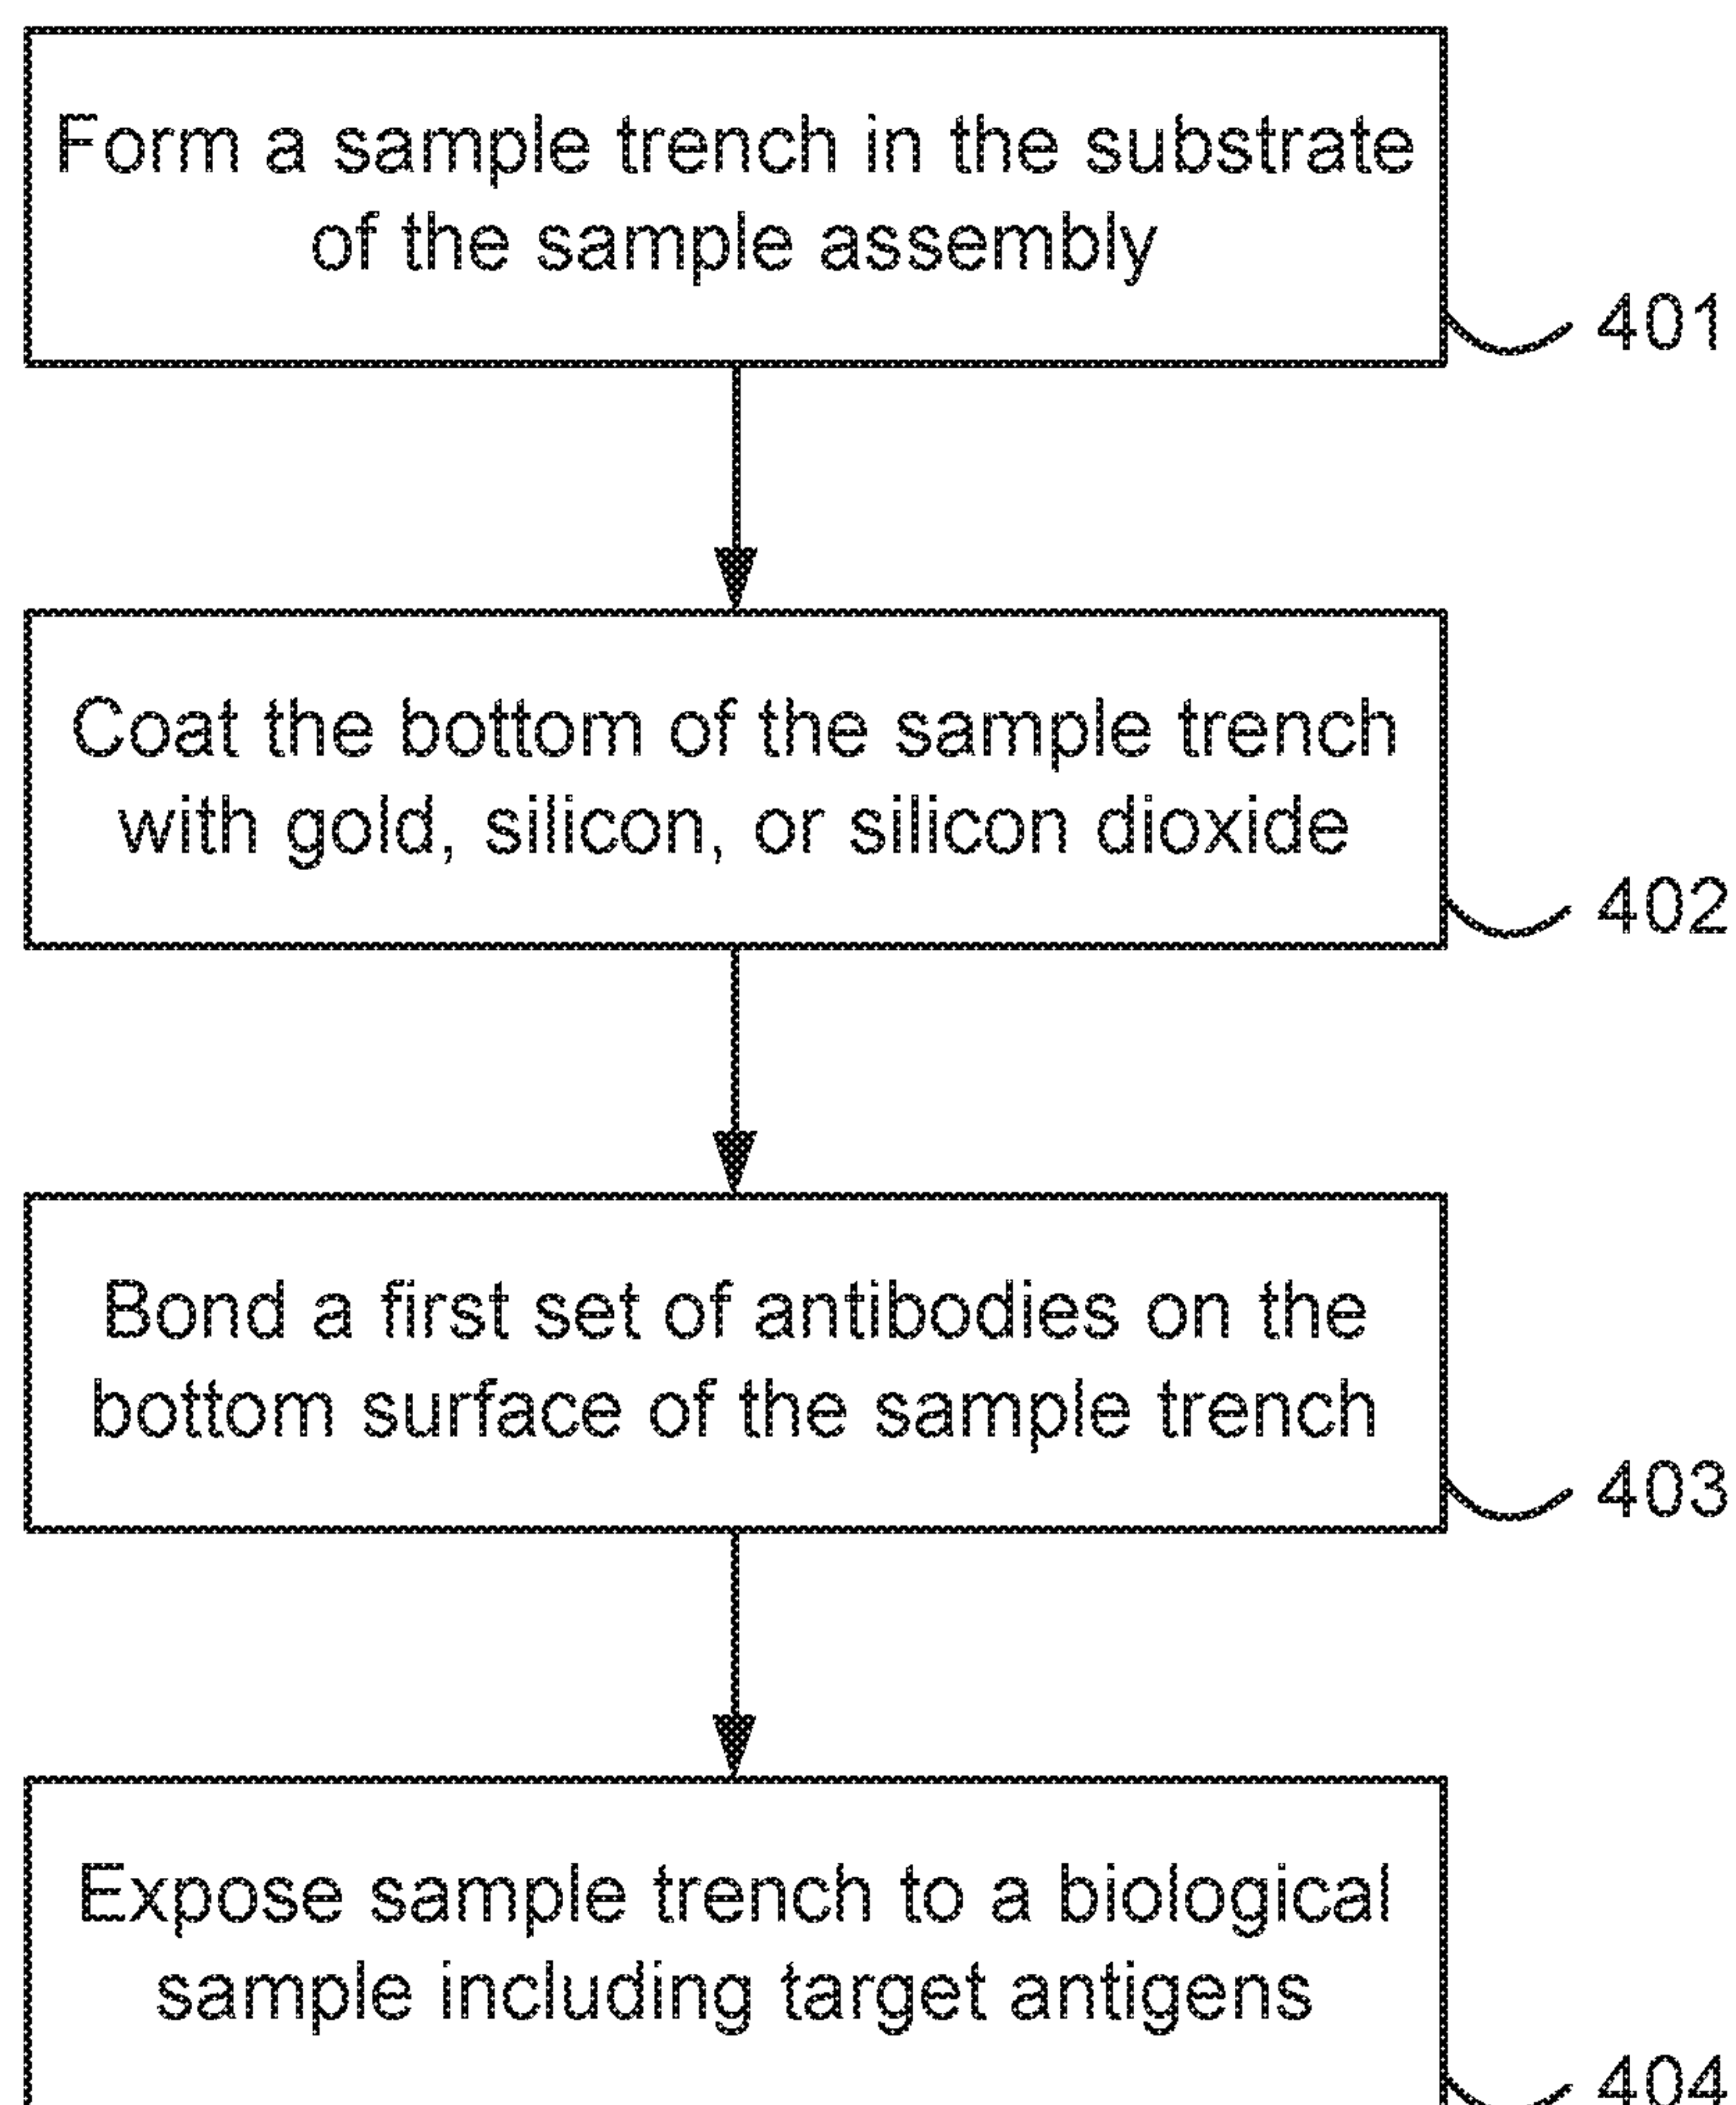 Form a sample trench in the substrate
of the sample assembly
401
Coat the bottom of the sample trench
with gold, silicon, or silicon dioxide
402
Bond a first set of antibodies on the
bottom surface of the sample trench
403
Expose sample trench to a biological
sample including target antigens
404